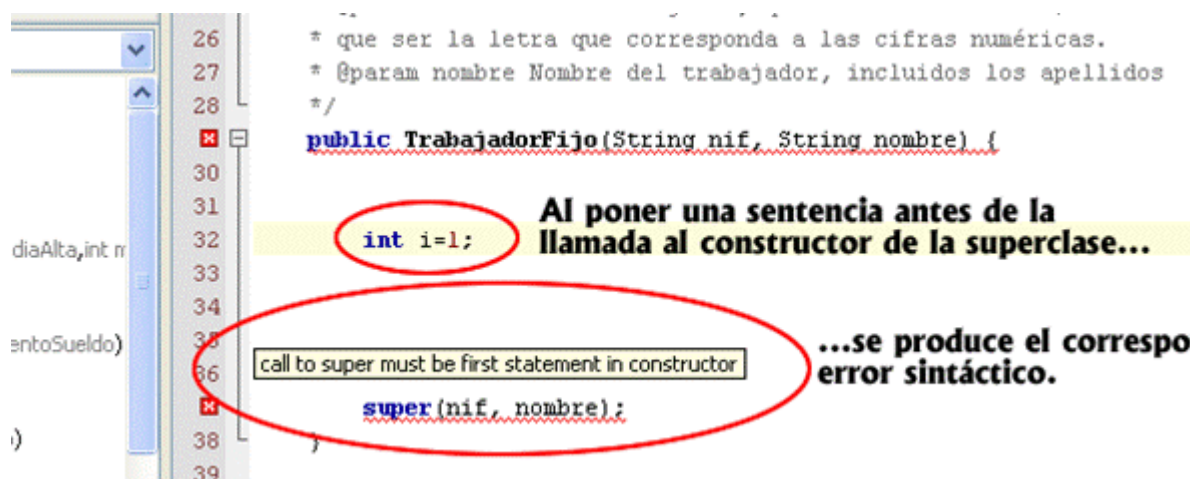 26 * que ser la letra que corresponda a las cifras numéricas.
27 * @param nombre Nombre del trabajador, incluidos los apellidos
28 */
public TrabajadorFijo(String nif, String nombre) {
30
31
Al poner una sentencia antes de la
diaAlta,int 32 int i=1; llamada al constructor de la superclase...
33
34
entoSueldo) 35 ...se produce el correspo
36 call to super must be first statement in constructor error sintáctico.
super(nif, nombre);
) 38 }
39